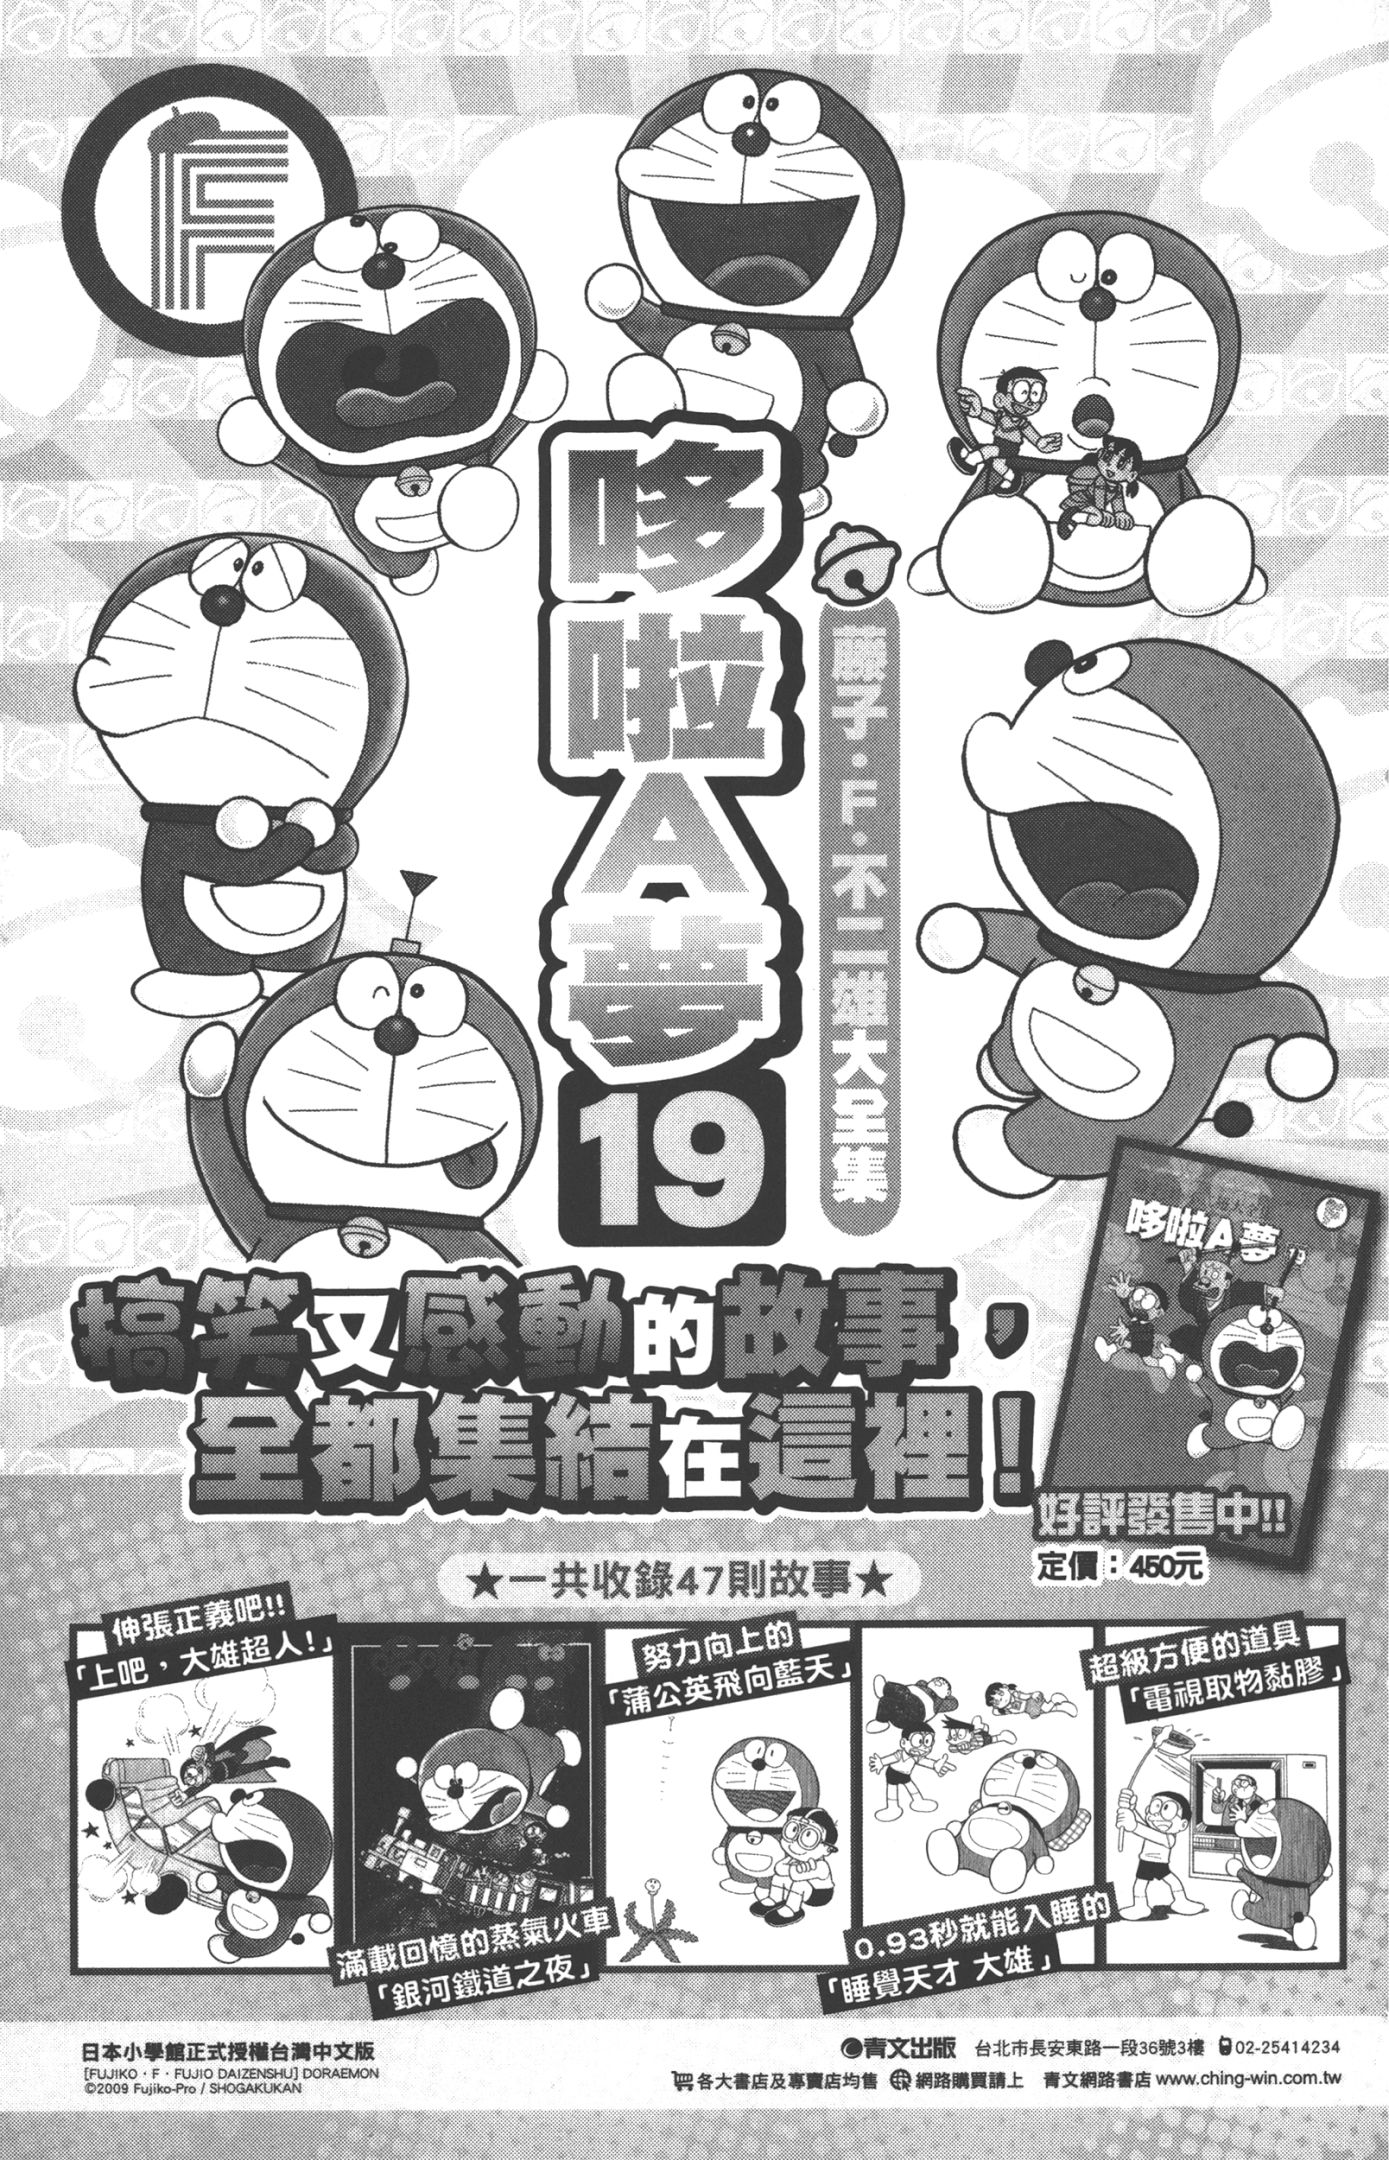 F
哆啦A夢
19
藤子·F·不二雄大全集
哆啦A夢 19
搞笑又感動的故事，
全都集結在這裡！
好評發售中!!
定價：450元
★一共收錄47則故事★
伸張正義吧!!
「上吧，大雄超人!」
滿載回憶的蒸氣火車
「銀河鐵道之夜」
努力向上的
「蒲公英飛向藍天」
0.93秒就能入睡的
「睡覺天才 大雄」
超級方便的道具
「電視取物黏膠」
日本小學館正式授權台灣中文版
[FUJIKO·F·FUJIO DAIZENSHU] DORAEMON
©2009 Fujiko-Pro / SHOGAKUKAN
青文出版 台北市長安東路一段36號3樓 02-25414234
各大書店及專賣店均售 網路購買請上 青文網路書店 www.ching-win.com.tw